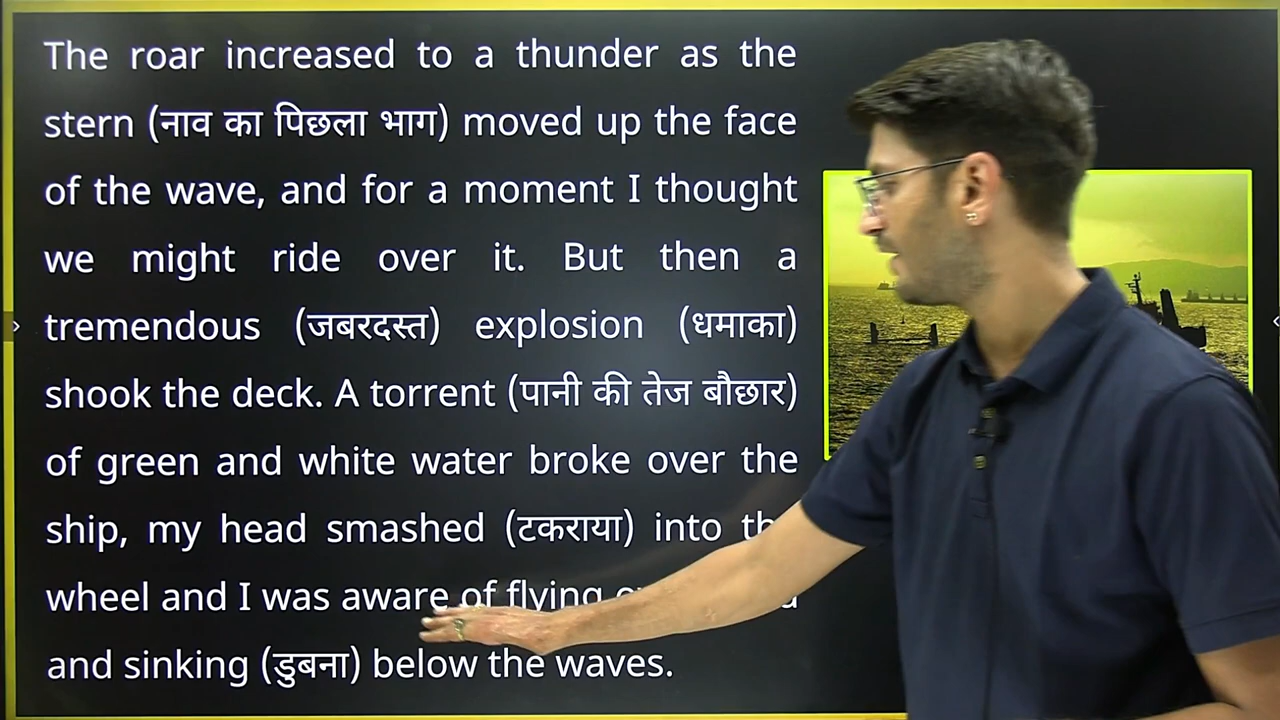 The roar increased to a thunder as the
stern (नाव का पिछला भाग) moved up the face
of the wave, and for a moment I thought
we might ride over it. But then a
tremendous (जबरदस्त) explosion (धमाका)
shook the deck. A torrent (पानी की तेज बौछार)
of green and white water broke over the
ship, my head smashed (टकराया) into
wheel and I was aware of flying
and sinking (डुबना) below the waves.